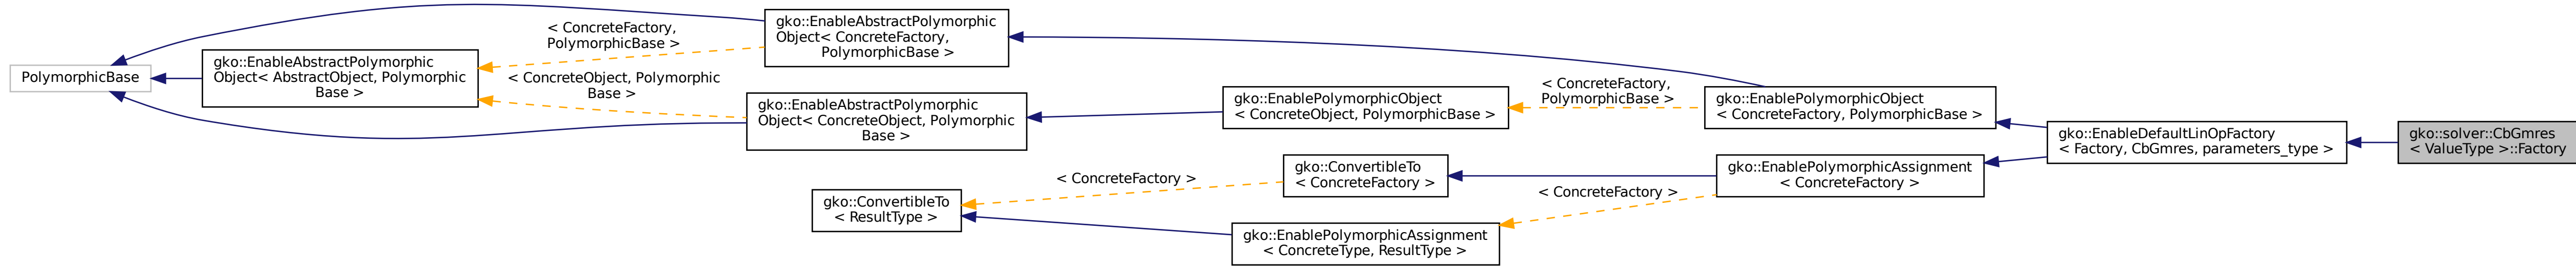 PolymorphicBase
gko::EnableAbstractPolymorphic
Object< AbstractObject, Polymorphic
Base >
< ConcreteFactory,
PolymorphicBase >
< ConcreteObject, Polymorphic
Base >
gko::EnableAbstractPolymorphic
Object< ConcreteFactory,
PolymorphicBase >
gko::EnableAbstractPolymorphic
Object< ConcreteObject, Polymorphic
Base >
gko::ConvertibleTo
< ResultType >
< ConcreteFactory >
gko::EnablePolymorphicObject
< ConcreteObject, PolymorphicBase >
gko::ConvertibleTo
< ConcreteFactory >
gko::EnablePolymorphicAssignment
< ConcreteType, ResultType >
< ConcreteFactory,
PolymorphicBase >
< ConcreteFactory >
gko::EnablePolymorphicObject
< ConcreteFactory, PolymorphicBase >
gko::EnablePolymorphicAssignment
< ConcreteFactory >
gko::EnableDefaultLinOpFactory
< Factory, CbGmres, parameters_type >
gko::solver::CbGmres
< ValueType >::Factory